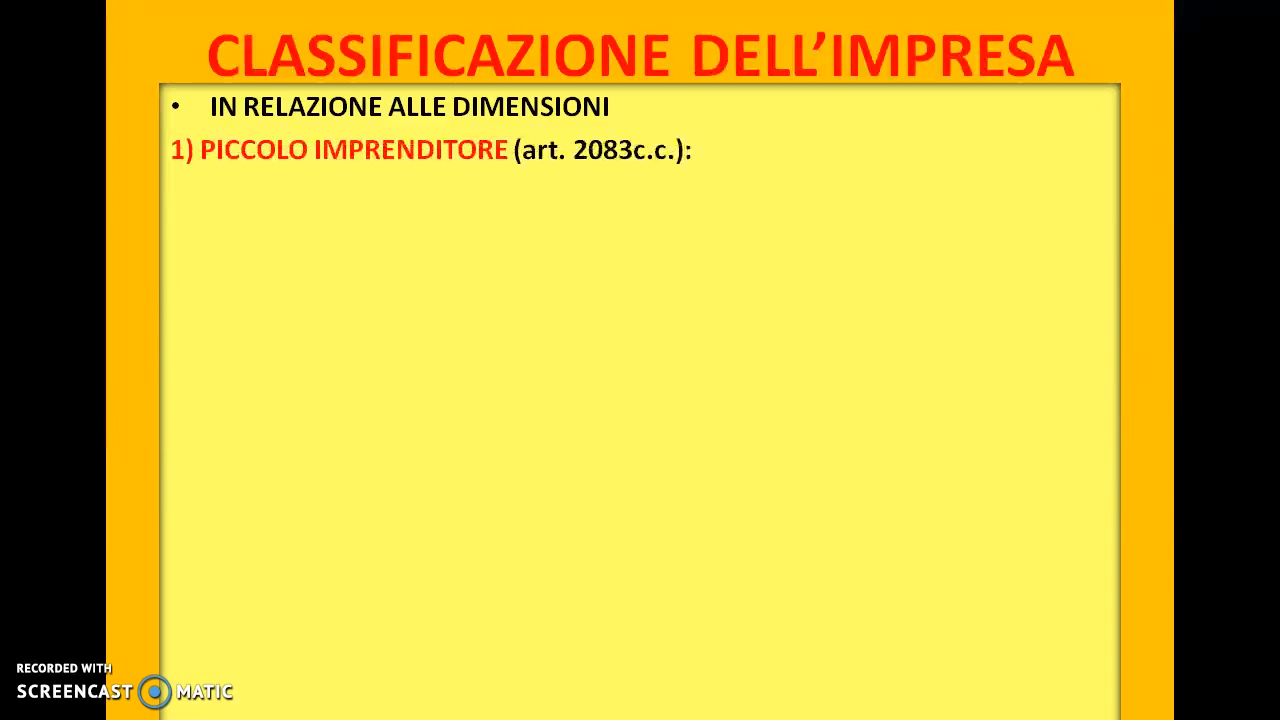 CLASSIFICAZIONE DELL’IMPRESA
• IN RELAZIONE ALLE DIMENSIONI
1) PICCOLO IMPRENDITORE (art. 2083c.c.):
RECORDED WITH
SCREENCAST MATIC